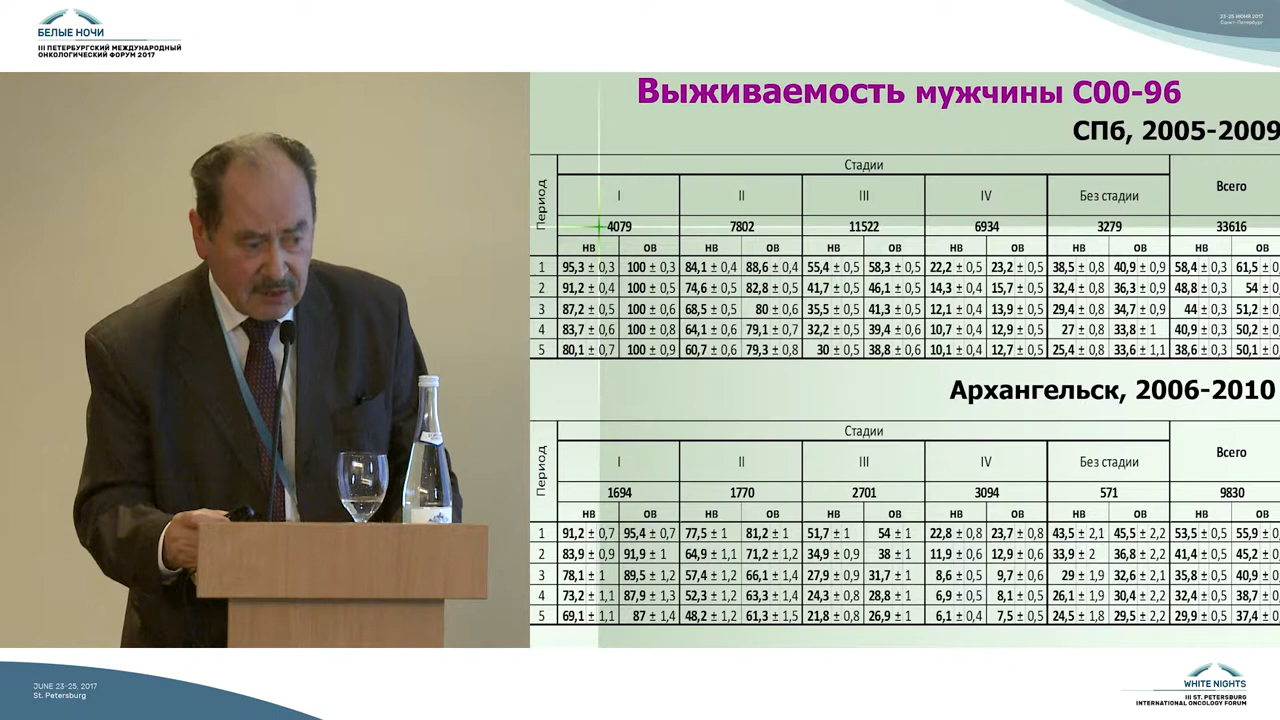 БЕЛЫЕ НОЧИ
III ПЕТЕРБУРГСКИЙ МЕЖДУНАРОДНЫЙ
ОНКОЛОГИЧЕСКИЙ ФОРУМ 2017
23-25 ИЮНЯ 2017
Санкт-Петербург
Выживаемость мужчины С00-96
СПб, 2005-2009
Период Стадии Всего
I II III IV Без стадии
4079 7802 11522 6934 3279 33616
нв ов нв ов нв ов нв ов нв ов нв ов
1 95,3 ± 0,3 100 ± 0,3 84,1 ± 0,4 88,6 ± 0,4 55,4 ± 0,5 58,3 ± 0,5 22,2 ± 0,5 23,2 ± 0,5 38,5 ± 0,8 40,9 ± 0,9 58,4 ± 0,3 61,5 ± 0
2 91,2 ± 0,4 100 ± 0,5 74,6 ± 0,5 82,8 ± 0,5 41,7 ± 0,5 46,1 ± 0,5 14,3 ± 0,4 15,7 ± 0,5 32,4 ± 0,8 36,3 ± 0,9 48,8 ± 0,3 54 ± 0
3 87,2 ± 0,5 100 ± 0,6 68,5 ± 0,5 80 ± 0,6 35,5 ± 0,5 41,3 ± 0,5 12,1 ± 0,4 13,9 ± 0,5 29,4 ± 0,8 34,7 ± 0,9 44 ± 0,3 51,2 ± 0
4 83,7 ± 0,6 100 ± 0,8 64,1 ± 0,6 79,1 ± 0,7 32,2 ± 0,5 39,4 ± 0,6 10,7 ± 0,4 12,9 ± 0,5 27 ± 0,8 33,8 ± 1 40,9 ± 0,3 50,2 ± 0
5 80,1 ± 0,7 100 ± 0,9 60,7 ± 0,6 79,3 ± 0,8 30 ± 0,5 38,8 ± 0,6 10,1 ± 0,4 12,7 ± 0,5 25,4 ± 0,8 33,6 ± 1,1 38,6 ± 0,3 50,1 ± 0
Архангельск, 2006-2010
Период Стадии Всего
I II III IV Без стадии
1694 1770 2701 3094 571 9830
нв ов нв ов нв ов нв ов нв ов нв ов
1 91,2 ± 0,7 95,4 ± 0,7 77,5 ± 1 81,2 ± 1 51,7 ± 1 54 ± 1 22,8 ± 0,8 23,7 ± 0,8 43,5 ± 2,1 45,5 ± 2,2 53,5 ± 0,5 55,9 ± 0
2 83,9 ± 0,9 91,9 ± 1 64,9 ± 1,1 71,2 ± 1,2 34,9 ± 0,9 38 ± 1 11,9 ± 0,6 12,9 ± 0,6 33,9 ± 2 36,8 ± 2,2 41,4 ± 0,5 45,2 ± 0
3 78,1 ± 1 89,5 ± 1,2 57,4 ± 1,2 66,1 ± 1,4 27,9 ± 0,9 31,7 ± 1 8,6 ± 0,5 9,7 ± 0,6 29 ± 1,9 32,6 ± 2,1 35,8 ± 0,5 40,9 ± 0
4 73,2 ± 1,1 87,9 ± 1,3 52,3 ± 1,2 63,3 ± 1,4 24,3 ± 0,8 28,8 ± 1 6,9 ± 0,5 8,1 ± 0,5 26,1 ± 1,9 30,4 ± 2,2 32,4 ± 0,5 38,7 ± 0
5 69,1 ± 1,1 87 ± 1,4 48,2 ± 1,2 61,3 ± 1,5 21,8 ± 0,8 26,9 ± 1 6,1 ± 0,4 7,5 ± 0,5 24,5 ± 1,8 29,5 ± 2,2 29,9 ± 0,5 37,4 ± 0
JUNE 23-25, 2017
St. Petersburg
WHITE NIGHTS
III ST. PETERSBURG
INTERNATIONAL ONCOLOGY FORUM